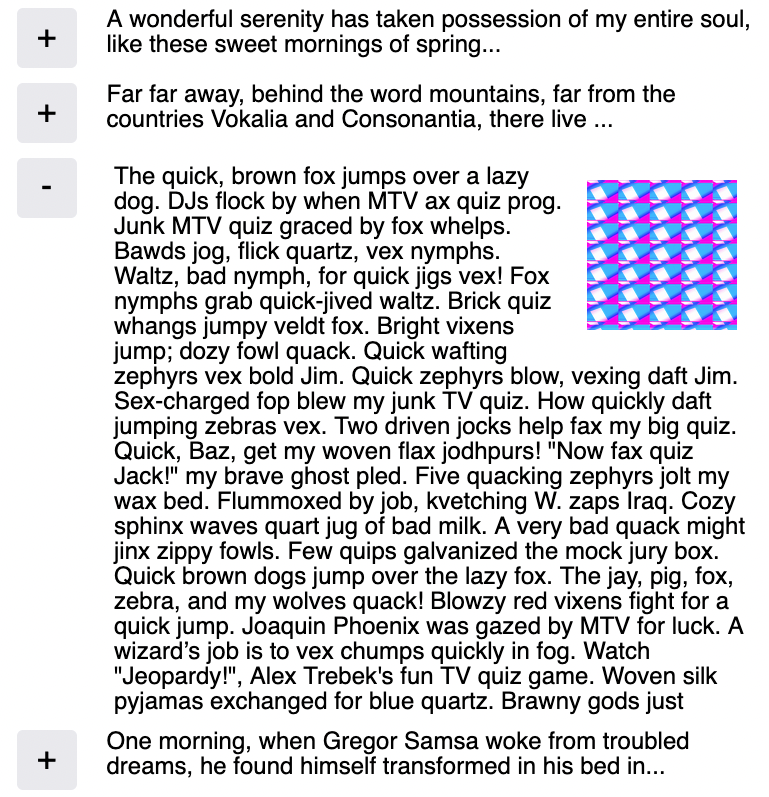 +
A wonderful serenity has taken possession of my entire soul,
like these sweet mornings of spring...
+
Far far away, behind the word mountains, far from the
countries Vokalia and Consonantia, there live ...
-
The quick, brown fox jumps over a lazy
dog. DJs flock by when MTV ax quiz prog.
Junk MTV quiz graced by fox whelps.
Bawds jog, flick quartz, vex nymphs.
Waltz, bad nymph, for quick jigs vex! Fox
nymphs grab quick-jived waltz. Brick quiz
whangs jumpy veldt fox. Bright vixens
jump; dozy fowl quack. Quick wafting
zephyrs vex bold Jim. Quick zephyrs blow, vexing daft Jim.
Sex-charged fop blew my junk TV quiz. How quickly daft
jumping zebras vex. Two driven jocks help fax my big quiz.
Quick, Baz, get my woven flax jodhpurs! "Now fax quiz
Jack!" my brave ghost pled. Five quacking zephyrs jolt my
wax bed. Flummoxed by job, kvetching W. zaps Iraq. Cozy
sphinx waves quart jug of bad milk. A very bad quack might
jinx zippy fowls. Few quips galvanized the mock jury box.
Quick brown dogs jump over the lazy fox. The jay, pig, fox,
zebra, and my wolves quack! Blowzy red vixens fight for a
quick jump. Joaquin Phoenix was gazed by MTV for luck. A
wizard’s job is to vex chumps quickly in fog. Watch
"Jeopardy!", Alex Trebek's fun TV quiz game. Woven silk
pyjamas exchanged for blue quartz. Brawny gods just
+
One morning, when Gregor Samsa woke from troubled
dreams, he found himself transformed in his bed in...